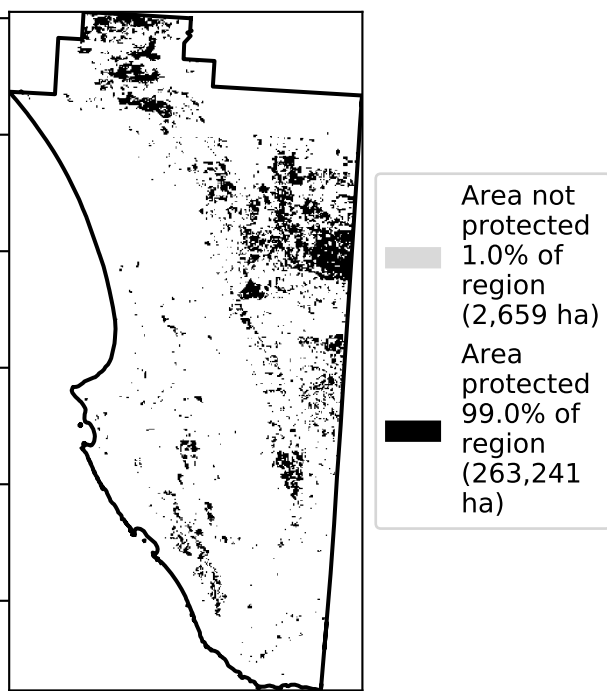 Area not
protected
1.0% of
region
(2,659 ha)
Area
protected
99.0% of
region
(263,241
ha)